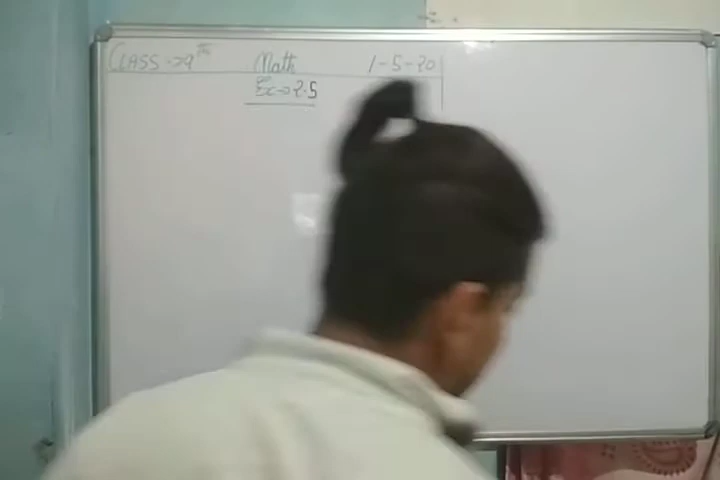 CLASS → 9th Math 1-5-20
Ex → 2.5